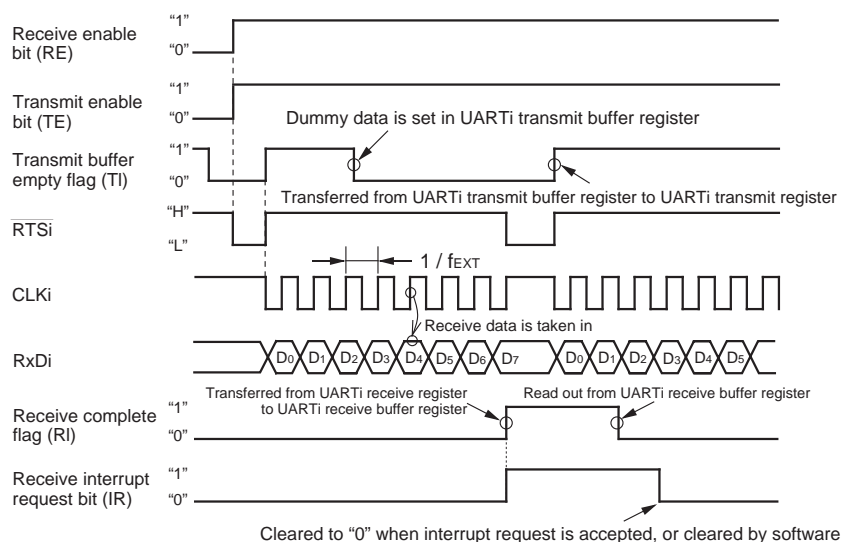 Receive enable
bit (RE)
“1”
“0”
Transmit enable
bit (TE)
“1”
“0”
Dummy data is set in UARTi transmit buffer register
Transmit buffer
empty flag (Tl)
“1”
“0”
Transferred from UARTi transmit buffer register to UARTi transmit register
RTSi
“H”
“L”
1 / fEXT
CLKi
Receive data is taken in
RxDi
D0 D1 D2 D3 D4 D5 D6 D7 D0 D1 D2 D3 D4 D5
Transferred from UARTi receive register
to UARTi receive buffer register
Read out from UARTi receive buffer register
Receive complete
flag (Rl)
“1”
“0”
Receive interrupt
request bit (IR)
“1”
“0”
Cleared to “0” when interrupt request is accepted, or cleared by software